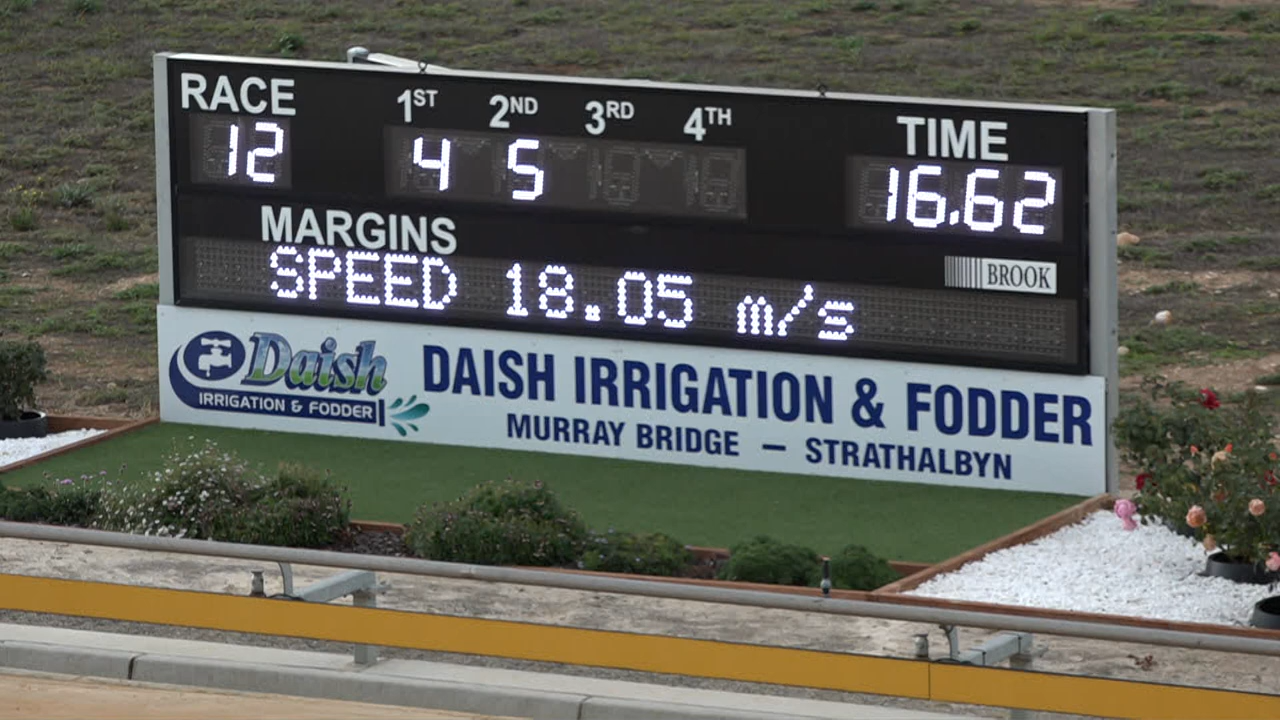 RACE 1ST 2ND 3RD 4TH TIME
12 4 5 16.62
MARGINS
BROOK
SPEED 18.05 m/s
Daish
IRRIGATION & FODDER
DAISH IRRIGATION & FODDER
MURRAY BRIDGE – STRATHALBYN